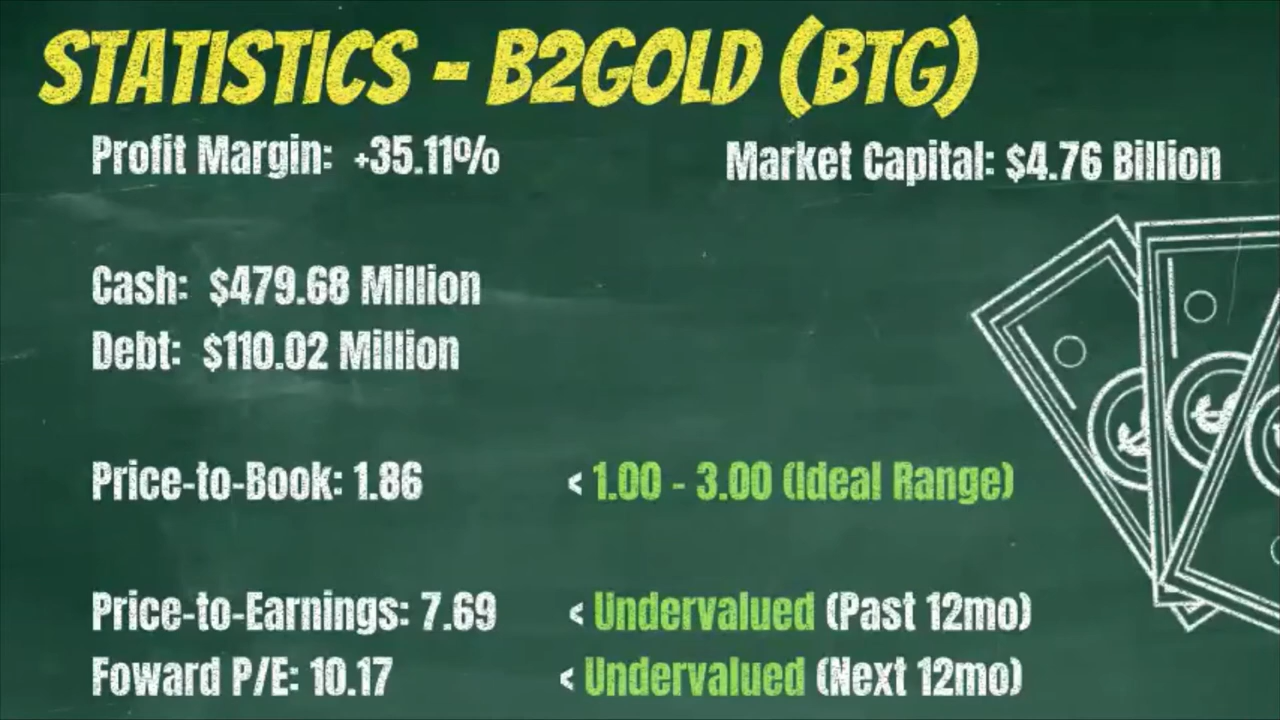 STATISTICS - B2GOLD (BTG)
Profit Margin: +35.11%
Market Capital: $4.76 Billion
Cash: $479.68 Million
Debt: $110.02 Million
Price-to-Book: 1.86 < 1.00 - 3.00 (Ideal Range)
Price-to-Earnings: 7.69 < Undervalued (Past 12mo)
Foward P/E: 10.17 < Undervalued (Next 12mo)